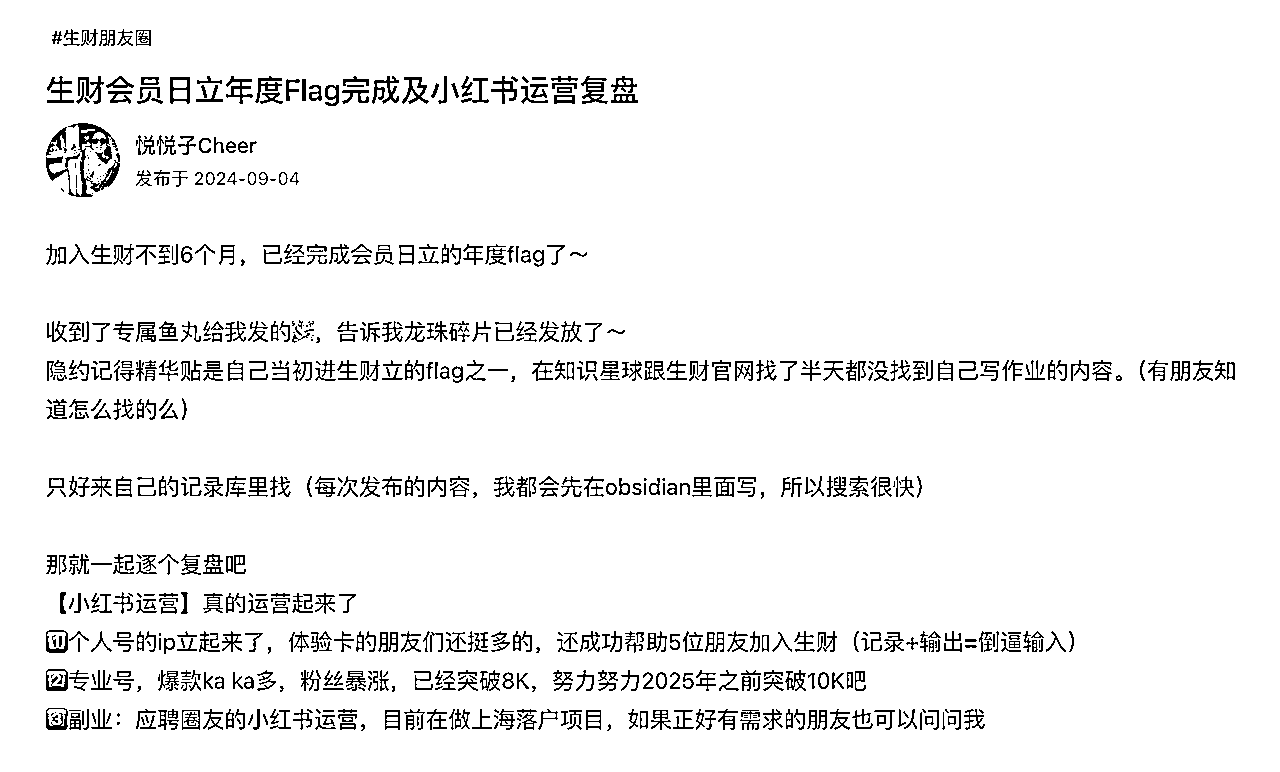 #生财朋友圈
生财会员日立年度Flag完成及小红书运营复盘
悦悦子Cheer
发布于 2024-09-04
加入生财不到6个月，已经完成会员日立的年度flag了～
收到了专属鱼丸给我发的，告诉我龙珠碎片已经发放了～
隐约记得精华贴是自己当初进生财立的flag之一，在知识星球跟生财官网找了半天都没找到自己写作业的内容。（有朋友知
道怎么找的么）
只好来自己的记录库里找（每次发布的内容，我都会先在obsidian里面写，所以搜索很快）
那就一起逐个复盘吧
【小红书运营】真的运营起来了
1️⃣个人号的ip立起来了，体验卡的朋友们还挺多的，还成功帮助5位朋友加入生财（记录+输出=倒逼输入）
2️⃣专业号，爆款ka ka多，粉丝暴涨，已经突破8K，努力努力2025年之前突破10K吧
3️⃣副业：应聘圈友的小红书运营，目前在做上海落户项目，如果正好有需求的朋友也可以问问我